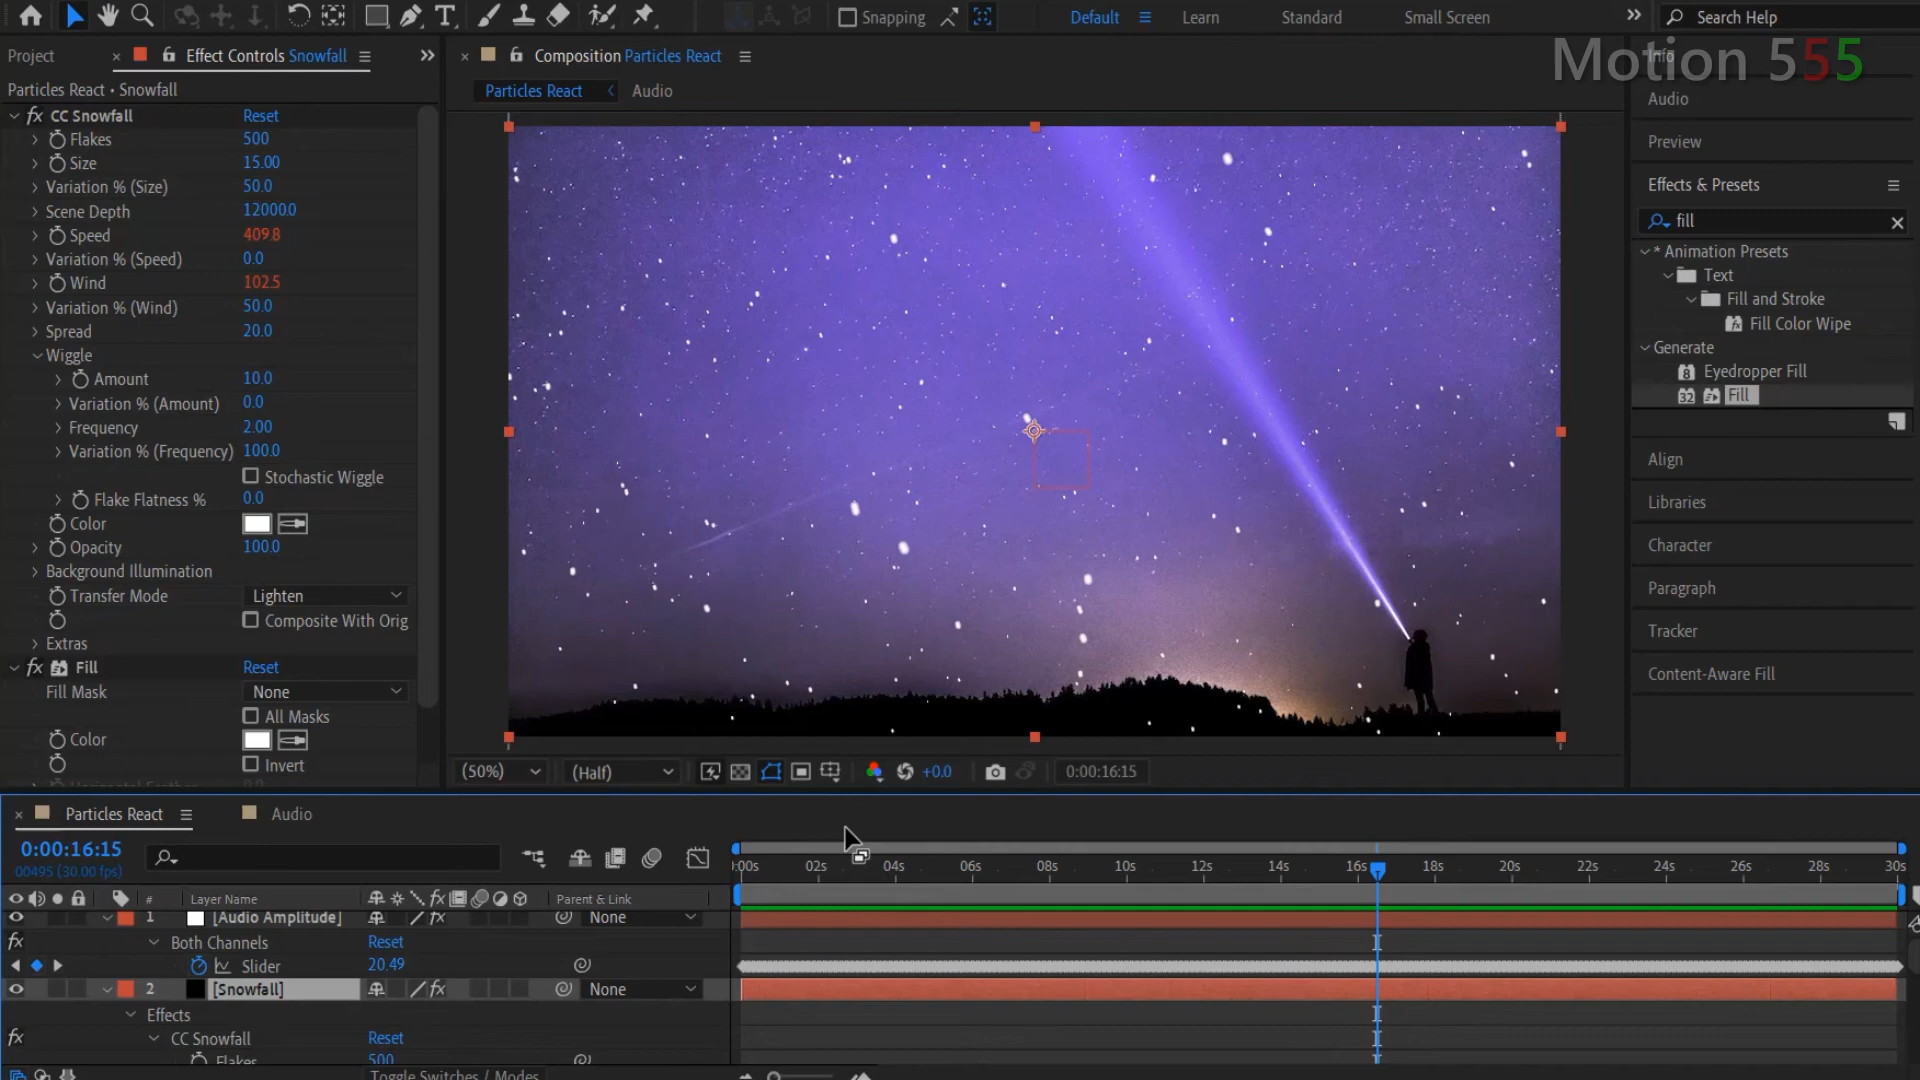 Snapping
Default
Learn
Standard
Small Screen
Search Help
Motion 555
Project
Effect Controls Snowfall
Composition Particles React
Info
Particles React • Snowfall
Particles React
Audio
Audio
fx CC Snowfall Reset
Flakes 500
Preview
Size 15.00
Variation % (Size) 50.0
Effects & Presets
Scene Depth 12000.0
fill
Speed 409.8
Variation % (Speed) 0.0
* Animation Presets
Wind 102.5
Text
Variation % (Wind) 50.0
Fill and Stroke
Spread 20.0
Fill Color Wipe
Wiggle
Generate
Amount 10.0
Eyedropper Fill
Variation % (Amount) 0.0
Fill
Frequency 2.00
Variation % (Frequency) 100.0
Align
Stochastic Wiggle
Flake Flatness % 0.0
Libraries
Color
Opacity 100.0
Character
Background Illumination
Transfer Mode Lighten
Paragraph
Composite With Orig
Extras
Tracker
fx Fill Reset
Content-Aware Fill
Fill Mask None
All Masks
Color
Invert
(50%)
(Half)
+0.0
0:00:16:15
Particles React
Audio
0:00:16:15
00495 (30.00 fps)
:00s 02s 04s 06s 08s 10s 12s 14s 16s 18s 20s 22s 24s 26s 28s 30s
# Layer Name
Parent & Link
1 [Audio Amplitude] None
fx Both Channels Reset
Slider 20.49
2 [Snowfall] None
Effects
fx CC Snowfall Reset
Flakes 500
Toggle Switches / Modes